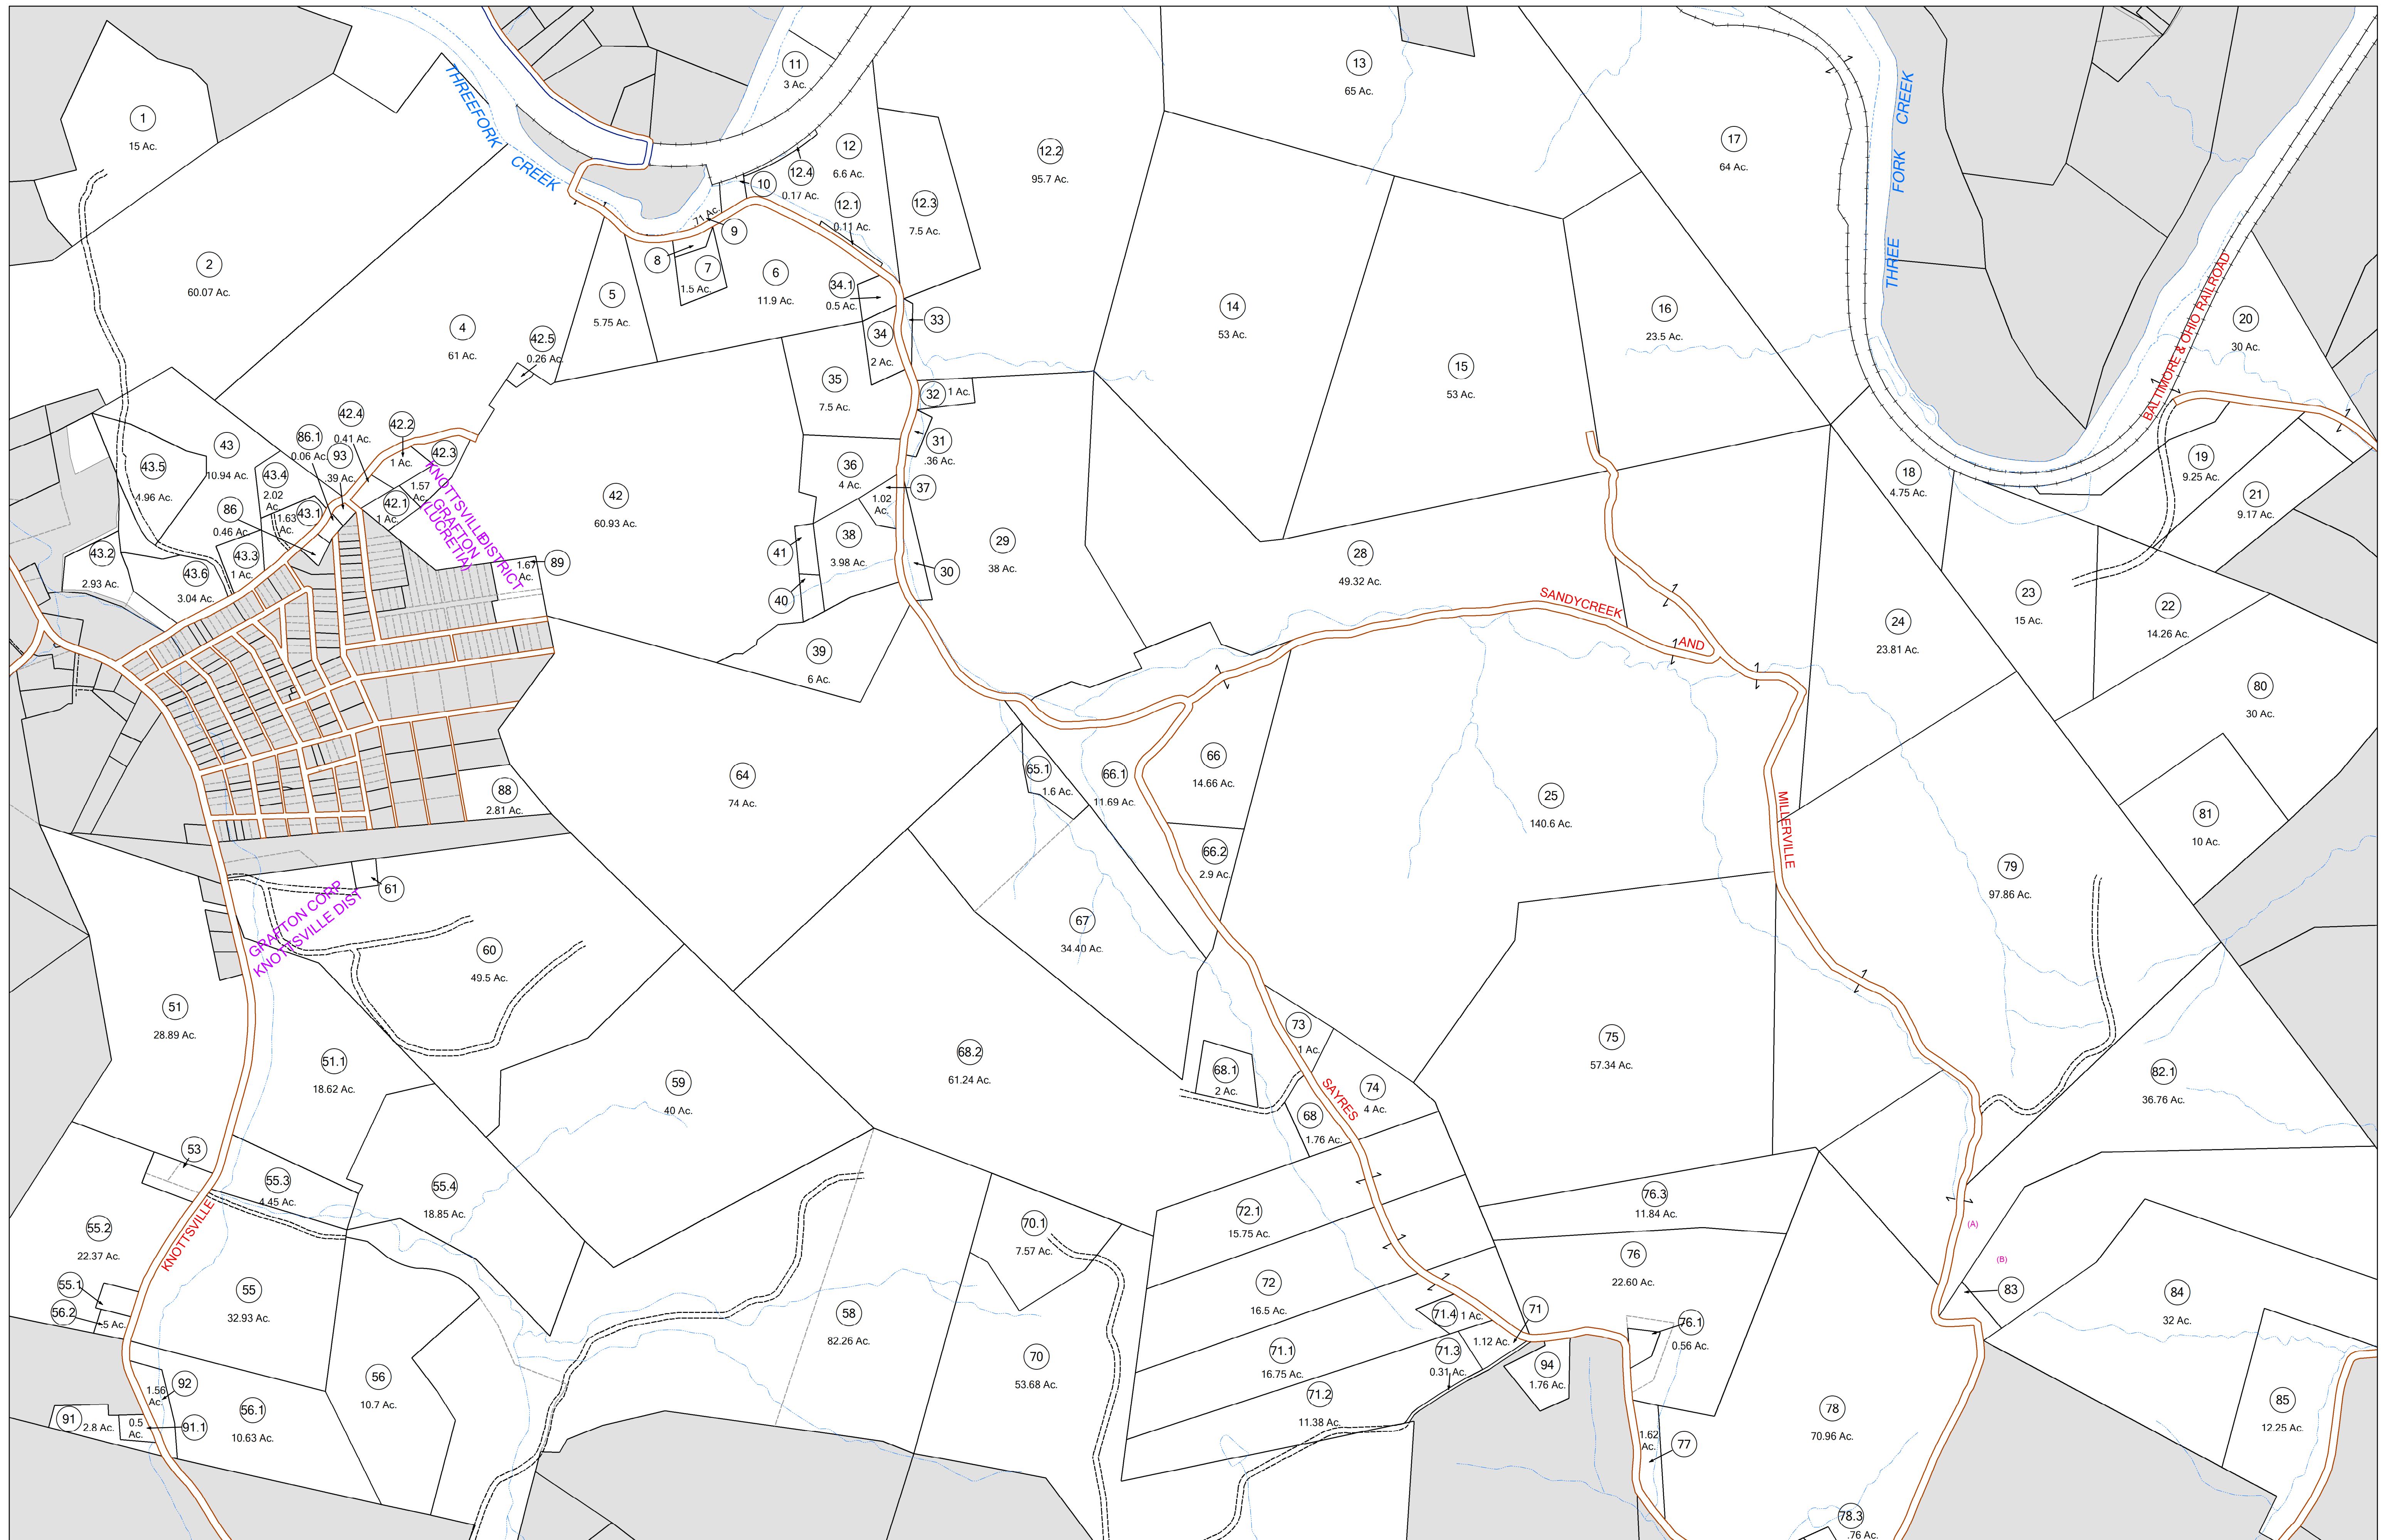 THREEFORK
CREEK
11
3 Ac.
13
65 Ac.
1
15 Ac.
12
6.6 Ac.
12.4
0.17 Ac.
10
12.2
95.7 Ac.
17
64 Ac.
THREE FORK CREEK
12.1
0.11 Ac.
12.3
7.5 Ac.
.71 Ac.
9
8
7
1.5 Ac.
6
11.9 Ac.
2
60.07 Ac.
5
5.75 Ac.
34.1
0.5 Ac.
33
34
2 Ac.
4
61 Ac.
42.5
0.26 Ac.
14
53 Ac.
16
23.5 Ac.
15
53 Ac.
BALTIMORE & OHIO RAILROAD
20
30 Ac.
35
7.5 Ac.
32
1 Ac.
31
.36 Ac.
42.4
0.41 Ac.
42.2
1 Ac.
86.1
0.06 Ac.
93
.39 Ac.
42.3
1.57
Ac.
43
10.94 Ac.
43.5
4.96 Ac.
43.4
2.02
Ac.
42.1
1 Ac.
43.1
1.63
Ac.
86
0.46 Ac.
43.3
1 Ac.
43.2
2.93 Ac.
43.6
3.04 Ac.
KNOTTSVILLE DISTRICT
GRAFTON
(LUCRETIA)
36
4 Ac.
37
1.02
Ac.
42
60.93 Ac.
38
3.98 Ac.
41
40
30
29
38 Ac.
89
1.67
Ac.
28
49.32 Ac.
18
4.75 Ac.
19
9.25 Ac.
21
9.17 Ac.
23
15 Ac.
22
14.26 Ac.
24
23.81 Ac.
SANDYCREEK
AND
MILLERVILLE
39
6 Ac.
80
30 Ac.
64
74 Ac.
65.1
1.6 Ac.
66.1
11.69 Ac.
66
14.66 Ac.
25
140.6 Ac.
88
2.81 Ac.
66.2
2.9 Ac.
81
10 Ac.
79
97.86 Ac.
61
GRAFTON CORP
KNOTTSVILLE DIST
67
34.40 Ac.
60
49.5 Ac.
51
28.89 Ac.
51.1
18.62 Ac.
59
40 Ac.
68.2
61.24 Ac.
73
1 Ac.
68.1
2 Ac.
SAYRES
74
4 Ac.
68
1.76 Ac.
75
57.34 Ac.
82.1
36.76 Ac.
53
55.3
4.45 Ac.
55.4
18.85 Ac.
55.2
22.37 Ac.
KNOTTSVILLE
70.1
7.57 Ac.
72.1
15.75 Ac.
76.3
11.84 Ac.
(A)
(B)
76
22.60 Ac.
55.1
56.2
.5 Ac.
55
32.93 Ac.
58
82.26 Ac.
72
16.5 Ac.
83
84
32 Ac.
71.4
1 Ac.
71
1.12 Ac.
76.1
0.56 Ac.
70
53.68 Ac.
71.1
16.75 Ac.
71.3
0.31 Ac.
94
1.76 Ac.
71.2
11.38 Ac.
92
1.56
Ac.
56
10.7 Ac.
91
2.8 Ac.
0.5
Ac.
91.1
56.1
10.63 Ac.
85
12.25 Ac.
78
70.96 Ac.
1.62
Ac.
77
78.3
.76 Ac.